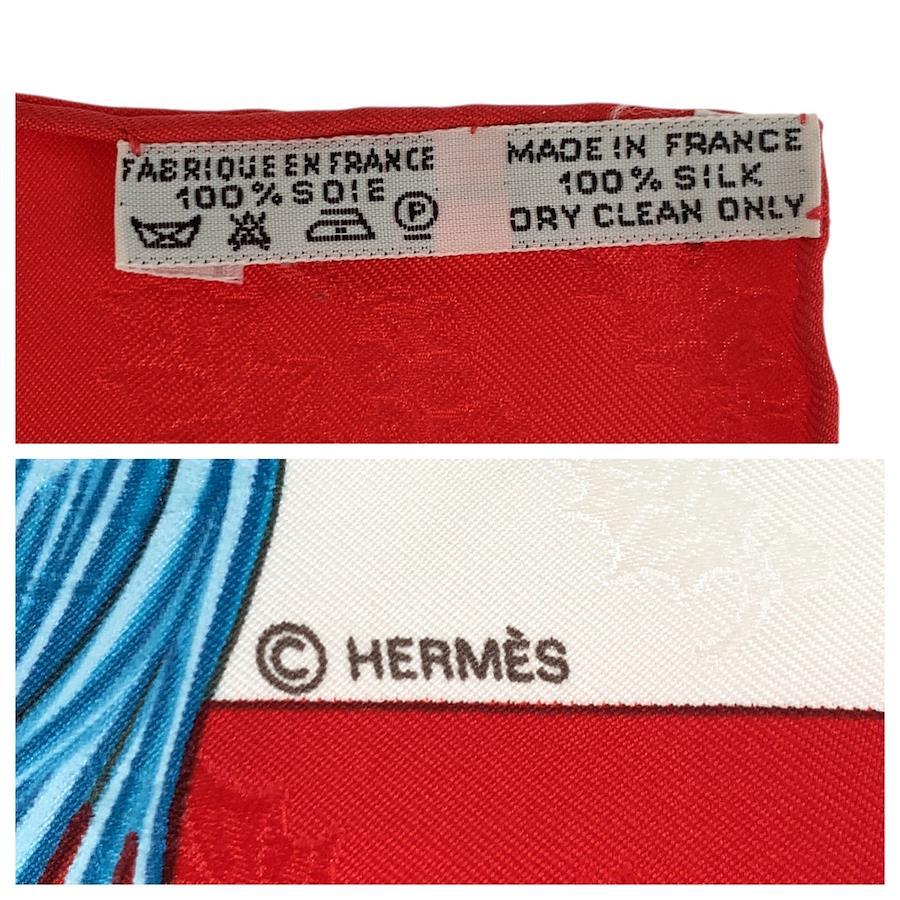 FABRIQUE EN FRANCE
100% SOIE
P
MADE IN FRANCE
100% SILK
DRY CLEAN ONLY
© HERMÈS